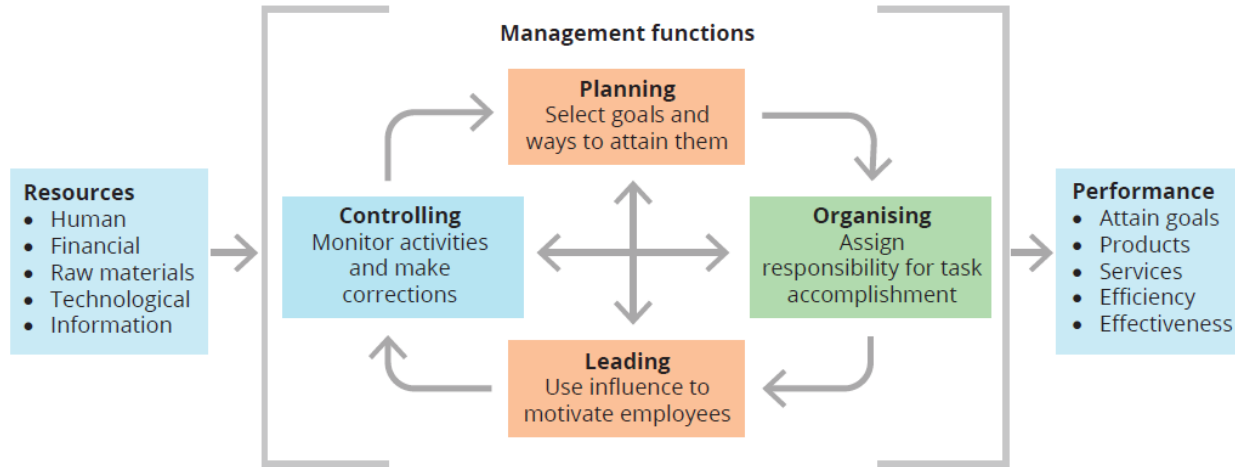 Management functions
Planning
Select goals and
ways to attain them
Resources
• Human
• Financial
• Raw materials
• Technological
• Information
Controlling
Monitor activities
and make
corrections
Organising
Assign
responsibility for task
accomplishment
Performance
• Attain goals
• Products
• Services
• Efficiency
• Effectiveness
Leading
Use influence to
motivate employees